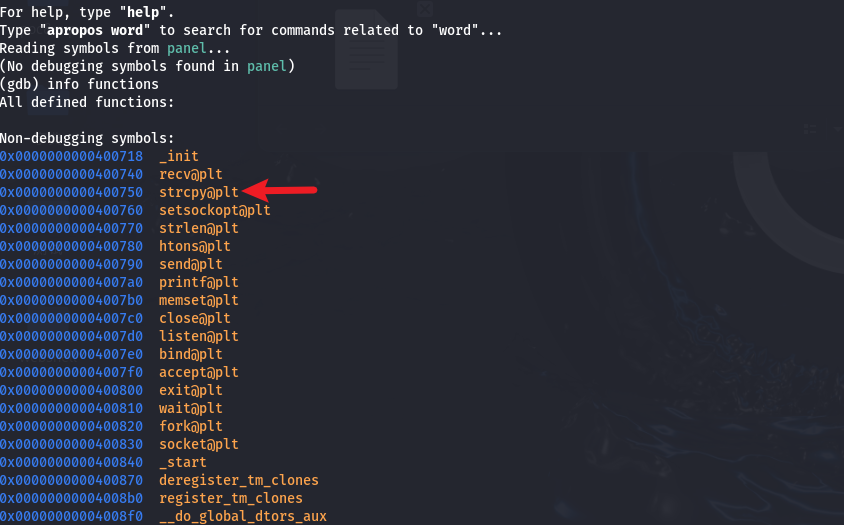 For help, type "help".
Type "apropos word" to search for commands related to "word"...
Reading symbols from panel...
(No debugging symbols found in panel)
(gdb) info functions
All defined functions:
Non-debugging symbols:
0x0000000000400718 _init
0x0000000000400740 recv@plt
0x0000000000400750 strcpy@plt
0x0000000000400760 setsockopt@plt
0x0000000000400770 strlen@plt
0x0000000000400780 htons@plt
0x0000000000400790 send@plt
0x00000000004007a0 printf@plt
0x00000000004007b0 memset@plt
0x00000000004007c0 close@plt
0x00000000004007d0 listen@plt
0x00000000004007e0 bind@plt
0x00000000004007f0 accept@plt
0x0000000000400800 exit@plt
0x0000000000400810 wait@plt
0x0000000000400820 fork@plt
0x0000000000400830 socket@plt
0x0000000000400840 _start
0x0000000000400870 deregister_tm_clones
0x00000000004008b0 register_tm_clones
0x00000000004008f0 __do_global_dtors_aux